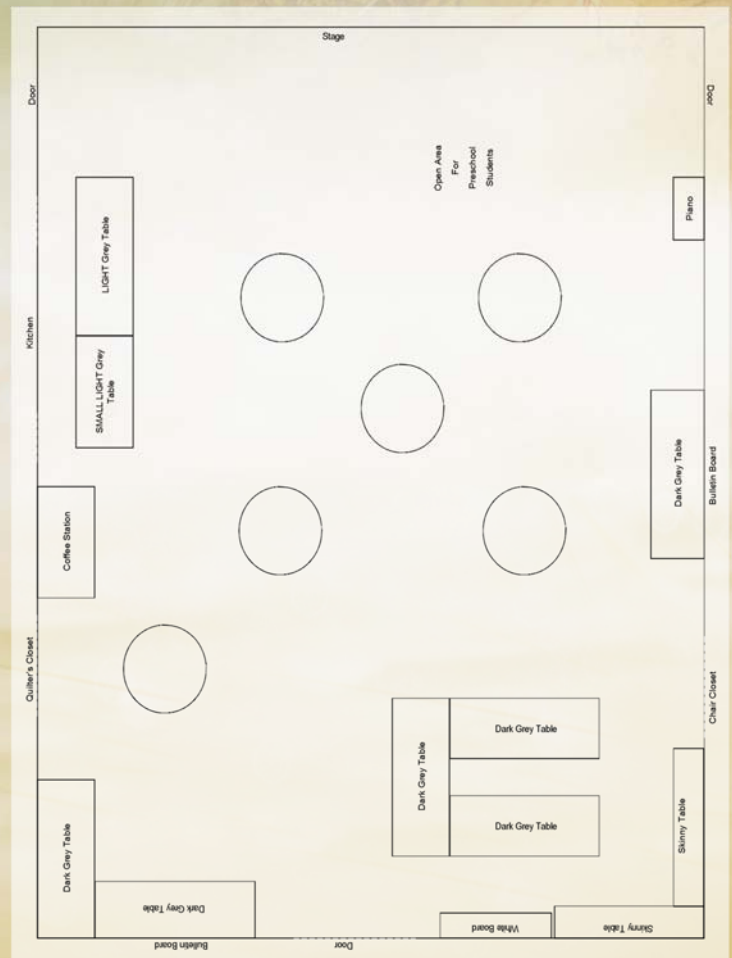 Stage
Door
Door
Open Area
For
Preschool
Students
Piano
LIGHT Grey Table
Kitchen
SMALL LIGHT Grey
Table
Dark Grey Table
Bulletin Board
Coffee Station
Quilter's Closet
Chair Closet
Dark Grey Table
Dark Grey Table
Dark Grey Table
Skinny Table
Dark Grey Table
Dark Grey Table
White Board
Skinny Table
Bulletin Board
Door